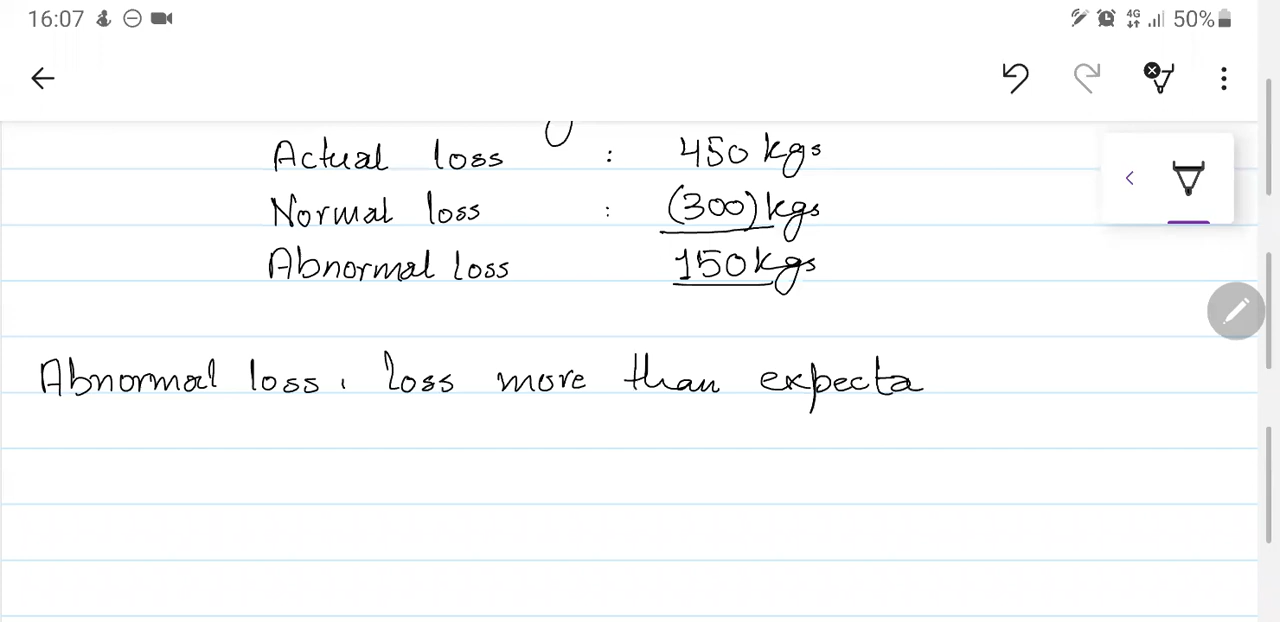 16:07 4G 50%
Actual loss : 450 kgs
Normal loss : (300) kgs
Abnormal loss 150 kgs
Abnormal loss . loss more than expecta